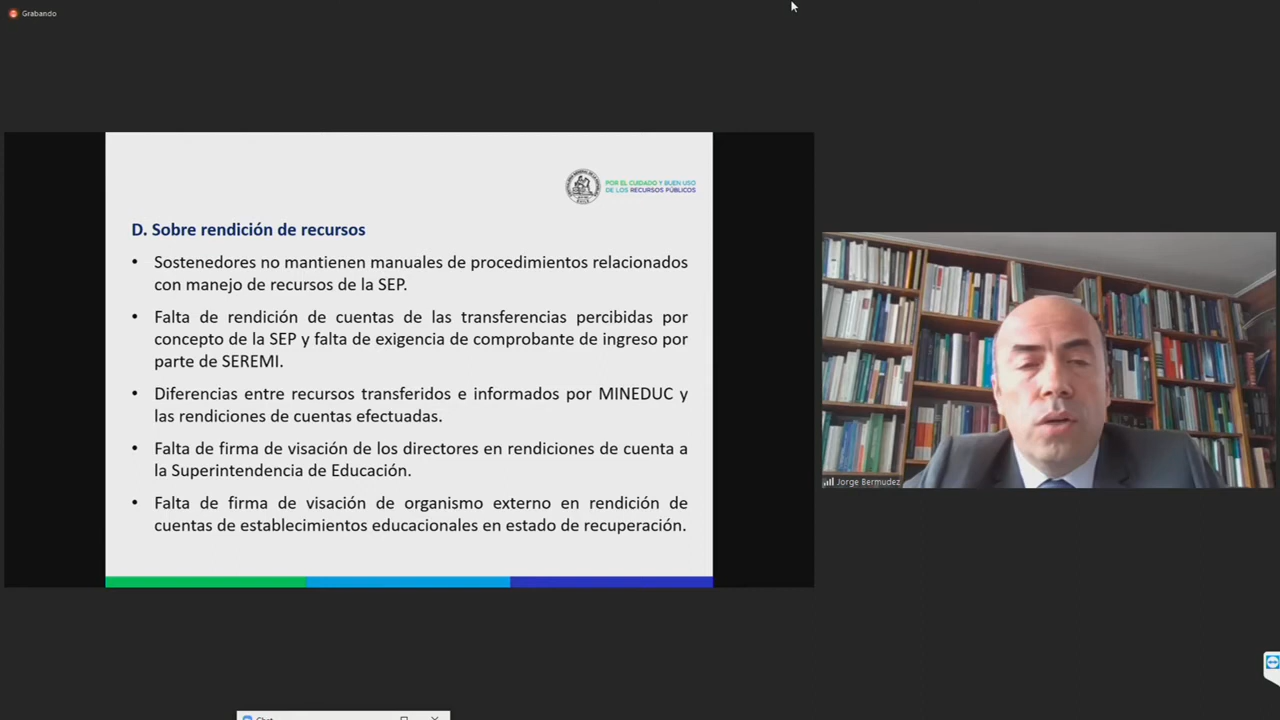 Grabando
POR EL CUIDADO Y BUEN USO
DE LOS RECURSOS PÚBLICOS
D. Sobre rendición de recursos
• Sostenedores no mantienen manuales de procedimientos relacionados
con manejo de recursos de la SEP.
• Falta de rendición de cuentas de las transferencias percibidas por
concepto de la SEP y falta de exigencia de comprobante de ingreso por
parte de SEREMI.
• Diferencias entre recursos transferidos e informados por MINEDUC y
las rendiciones de cuentas efectuadas.
• Falta de firma de visación de los directores en rendiciones de cuenta a
la Superintendencia de Educación.
• Falta de firma de visación de organismo externo en rendición de
cuentas de establecimientos educacionales en estado de recuperación.
Jorge Bermudez